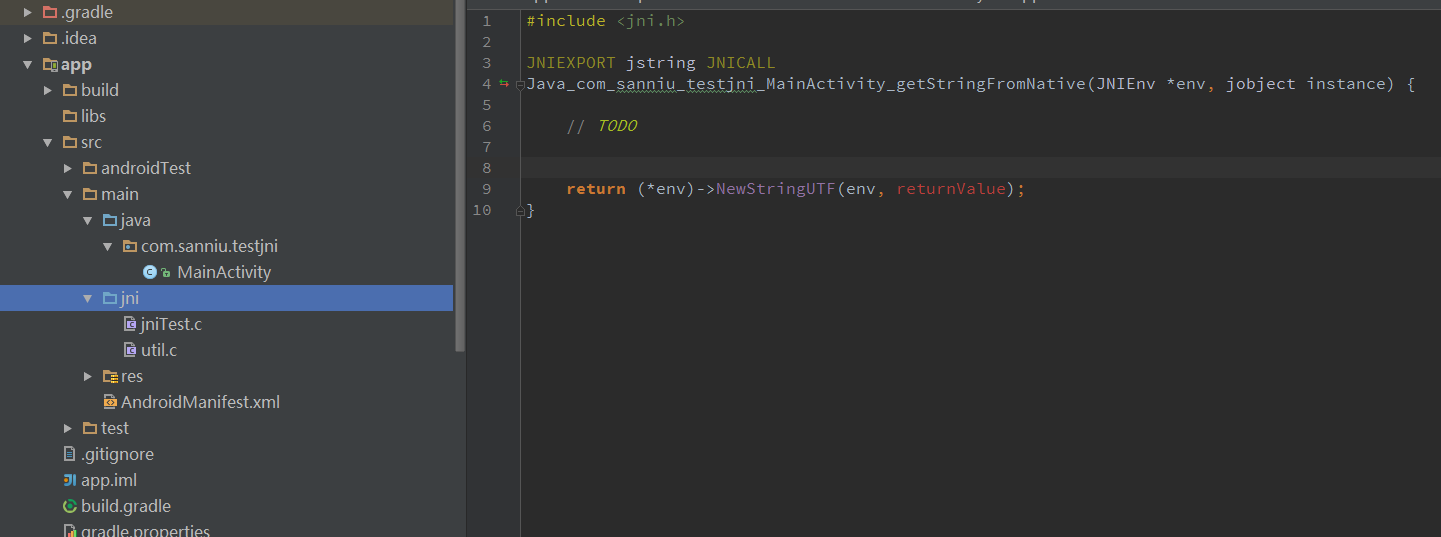 .gradle
.idea
app
build
libs
src
androidTest
main
java
com.sanniu.testjni
MainActivity
jni
jniTest.c
util.c
res
AndroidManifest.xml
test
.gitignore
app.iml
build.gradle
gradle.properties
1 #include <jni.h>
2
3 JNIEXPORT jstring JNICALL
4 Java_com_sanniu_testjni_MainActivity_getStringFromNative(JNIEnv *env, jobject instance) {
5
6 // TODO
7
8
9 return (*env)->NewStringUTF(env, returnValue);
10 }